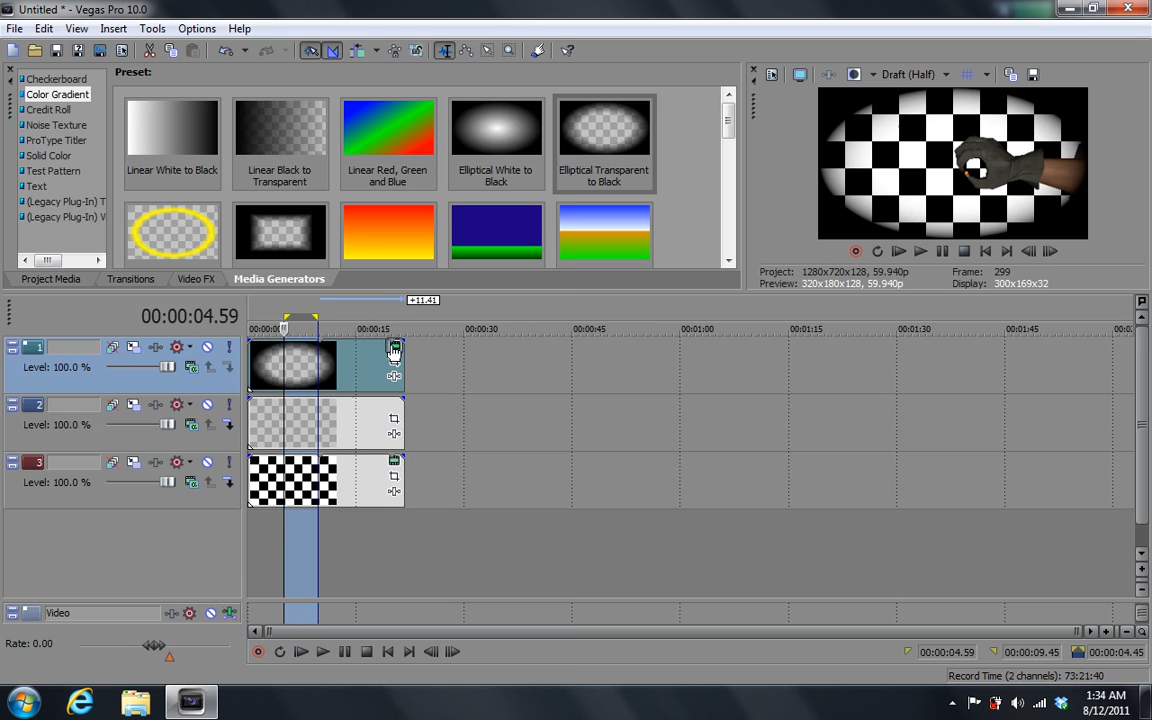 Untitled * - Vegas Pro 10.0
File Edit View Insert Tools Options Help
Checkerboard
Color Gradient
Credit Roll
Noise Texture
ProType Titler
Solid Color
Test Pattern
Text
(Legacy Plug-In) T
(Legacy Plug-In) V
Preset:
Linear White to Black
Linear Black to Transparent
Linear Red, Green and Blue
Elliptical White to Black
Elliptical Transparent to Black
Project Media Transitions Video FX Media Generators
Draft (Half)
Project: 1280x720x128, 59.940p Frame: 299
Preview: 320x180x128, 59.940p Display: 300x169x32
+11.41
00:00:04.59
00:00:00 00:00:15 00:00:30 00:00:45 00:01:00 00:01:15 00:01:30 00:01:45 00:0
1
Level: 100.0 %
2
Level: 100.0 %
3
Level: 100.0 %
Video
Rate: 0.00
00:00:04.59 00:00:09.45 00:00:04.45
Record Time (2 channels): 73:21:40
1:34 AM
8/12/2011